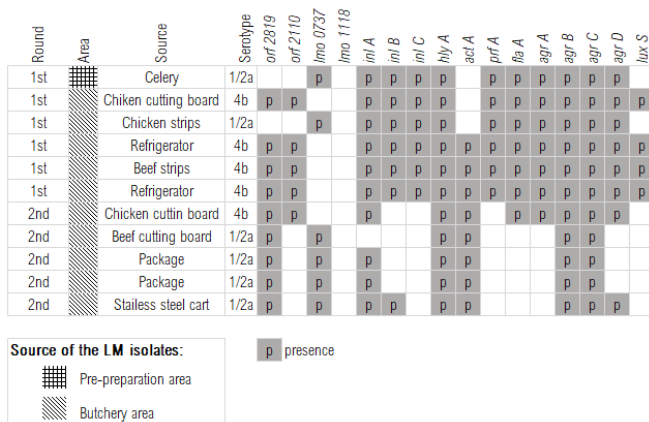 Round Area Source Serotype orf 2819 orf 2110 lmo 0737 lmo 1118 inl A inl B inl C hly A act A prf A fla A agr A agr B agr C agr D lux S
1st Celery 1/2a p p p p p p p p p p p
1st Chiken cutting board 4b p p p p p p p p p p p p p
1st Chicken strips 1/2a p p p p p p p p p p p
1st Refrigerator 4b p p p p p p p p p p p p p p
1st Beef strips 4b p p p p p p p p p p p p p p
1st Refrigerator 4b p p p p p p p p p p p p p p
2nd Chicken cuttin board 4b p p p p p p p p p p
2nd Beef cutting board 1/2a p p p p p p
2nd Package 1/2a p p p p p p p
2nd Package 1/2a p p p p p p p
2nd Stailess steel cart 1/2a p p p p p p p p p
Source of the LM isolates: p presence
Pre-preparation area
Butchery area